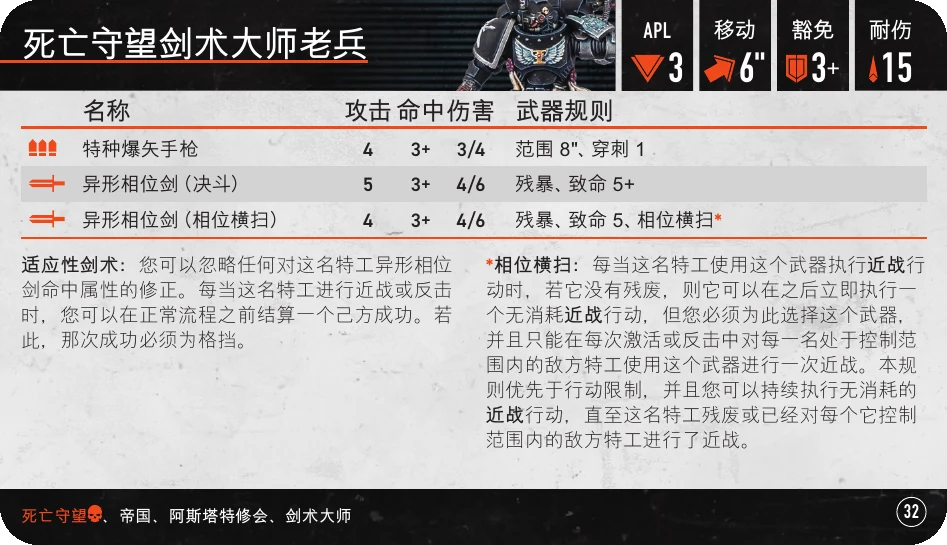 死亡守望剑术大师老兵
APL 移动 豁免 耐伤
3 6" 3+ 15
名称 攻击 命中 伤害 武器规则
特种爆矢手枪 4 3+ 3/4 范围 8"、穿刺 1
异形相位剑（决斗） 5 3+ 4/6 残暴、致命 5+
异形相位剑（相位横扫） 4 3+ 4/6 残暴、致命 5、相位横扫*
适应性剑术：您可以忽略任何对这名特工异形相位
剑命中属性的修正。每当这名特工进行近战或反击
时，您可以在正常流程之前结算一个己方成功。若
此，那次成功必须为格挡。
*相位横扫：每当这名特工使用这个武器执行近战行
动时，若它没有残废，则它可以在之后立即执行一
个无消耗近战行动，但您必须为此选择这个武器，
并且只能在每次激活或反击中对每一名处于控制范
围内的敌方特工使用这个武器进行一次近战。本规
则优先于行动限制，并且您可以持续执行无消耗的
近战行动，直至这名特工残废或已经对每个它控制
范围内的敌方特工进行了近战。
死亡守望、帝国、阿斯塔特修会、剑术大师
32